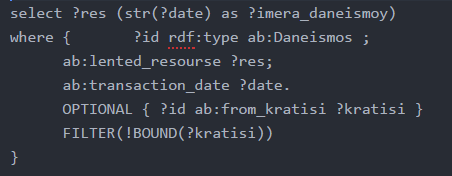 select ?res (str(?date) as ?imera_daneismoy)
where {       ?id rdf:type ab:Daneismos ;
      ab:lented_resourse ?res;
      ab:transaction_date ?date.
      OPTIONAL { ?id ab:from_kratisi ?kratisi }
      FILTER(!BOUND(?kratisi))
}